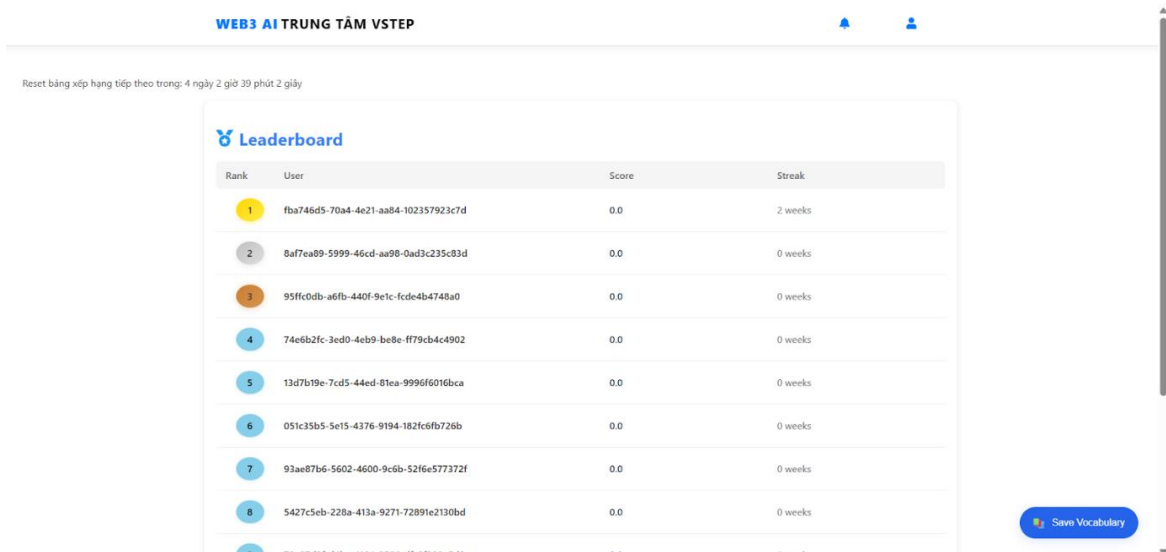 WEB3 AI TRUNG TÂM VSTEP
Reset bảng xếp hạng tiếp theo trong: 4 ngày 2 giờ 39 phút 2 giây
Leaderboard
Rank User Score Streak
1 fba746d5-70a4-4e21-aa84-102357923c7d 0.0 2 weeks
2 8af7ea89-5999-46cd-aa98-0ad3c235c83d 0.0 0 weeks
3 95ffc0db-a6fb-440f-9e1c-fcde4b4748a0 0.0 0 weeks
4 74e6b2fc-3ed0-4eb9-be8e-ff79cb4c4902 0.0 0 weeks
5 13d7b19e-7cd5-44ed-81ea-9996f6016bca 0.0 0 weeks
6 051c35b5-5e15-4376-9194-182fc6fb726b 0.0 0 weeks
7 93ae87b6-5602-4600-9c6b-52f6e577372f 0.0 0 weeks
8 5427c5eb-228a-413a-9271-72891e2130bd 0.0 0 weeks
Save Vocabulary